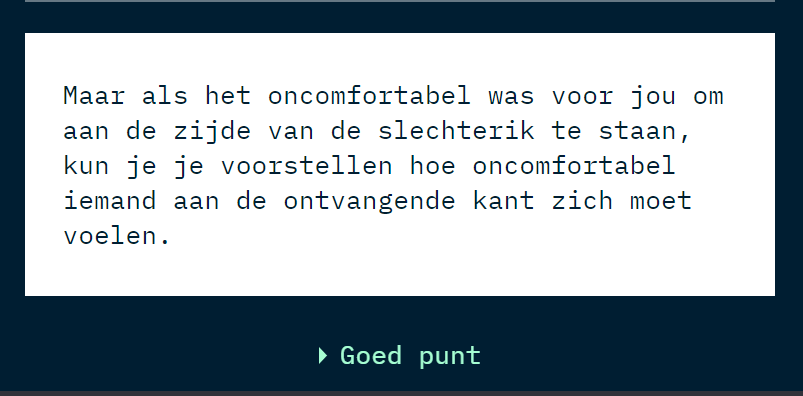 Maar als het oncomfortabel was voor jou om
aan de zijde van de slechterik te staan,
kun je je voorstellen hoe oncomfortabel
iemand aan de ontvangende kant zich moet
voelen.
Goed punt